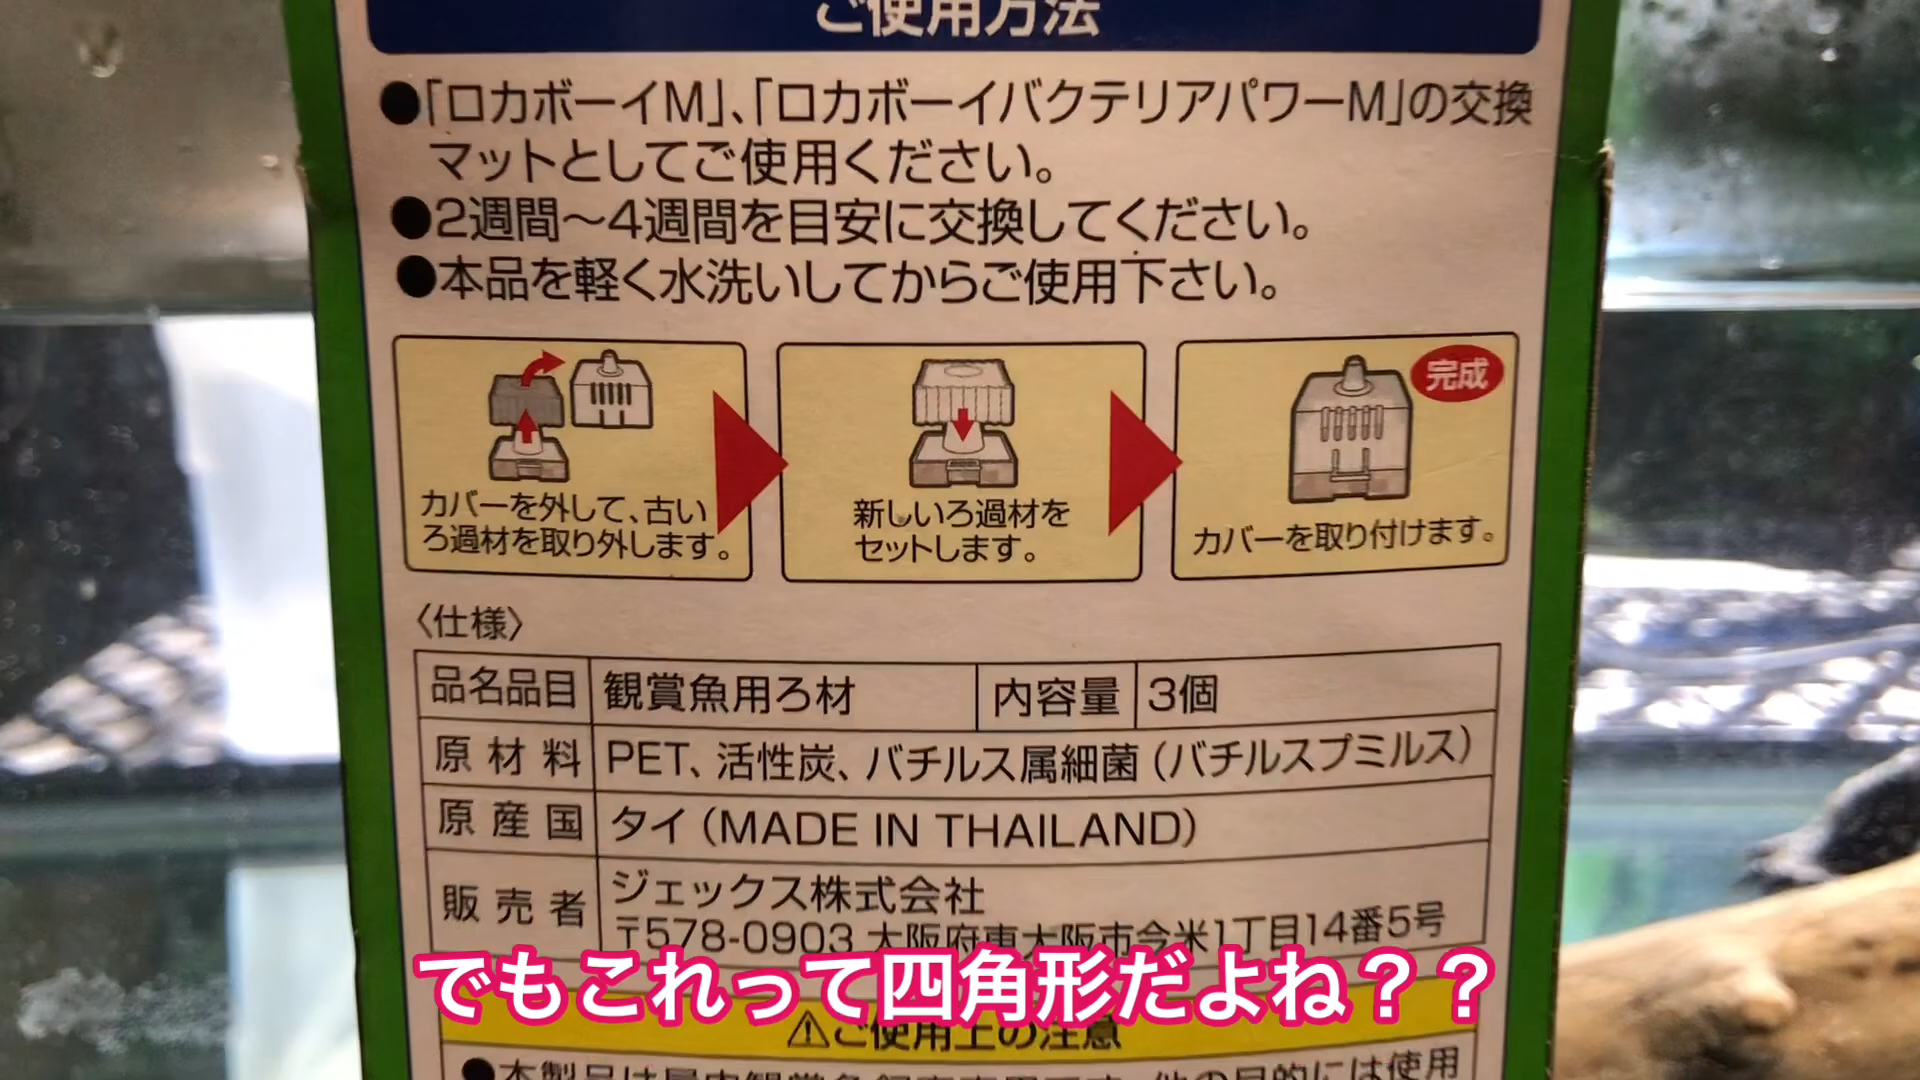 ご使用方法
●「ロカボーイM」、「ロカボーイバクテリアパワーM」の交換
マットとしてご使用ください。
●2週間～4週間を目安に交換してください。
●本品を軽く水洗いしてからご使用下さい。
カバーを外して、古い
ろ過材を取り外します。
新しいろ過材を
セットします。
完成
カバーを取り付けます。
〈仕様〉
品名品目 観賞魚用ろ材 内容量 3個
原材料 PET、活性炭、バチルス属細菌（バチルスプミルス）
原産国 タイ（MADE IN THAILAND）
販売者 ジェックス株式会社
〒578-0903 大阪府東大阪市今米1丁目14番5号
でもこれって四角形だよね？？
⚠ご使用上の注意